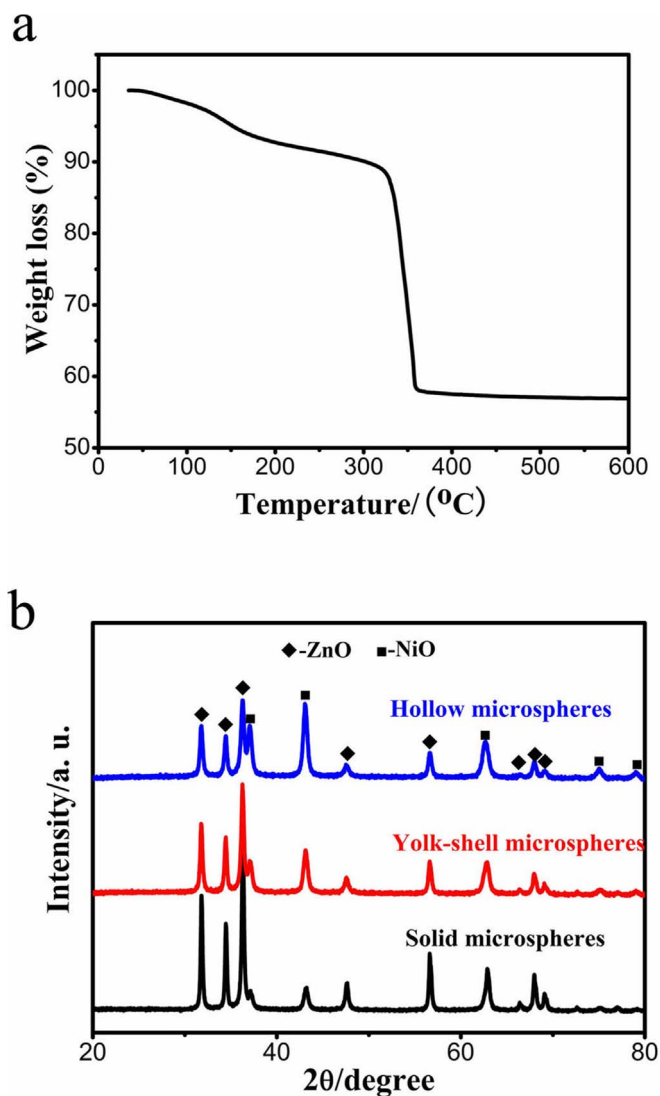 a
100
90
80
70
60
50
Weight loss (%)
0 100 200 300 400 500 600
Temperature/ (⁰C)
b
◆-ZnO ■-NiO
Hollow microspheres
Yolk-shell microspheres
Solid microspheres
Intensity/a. u.
20 40 60 80
2θ/degree